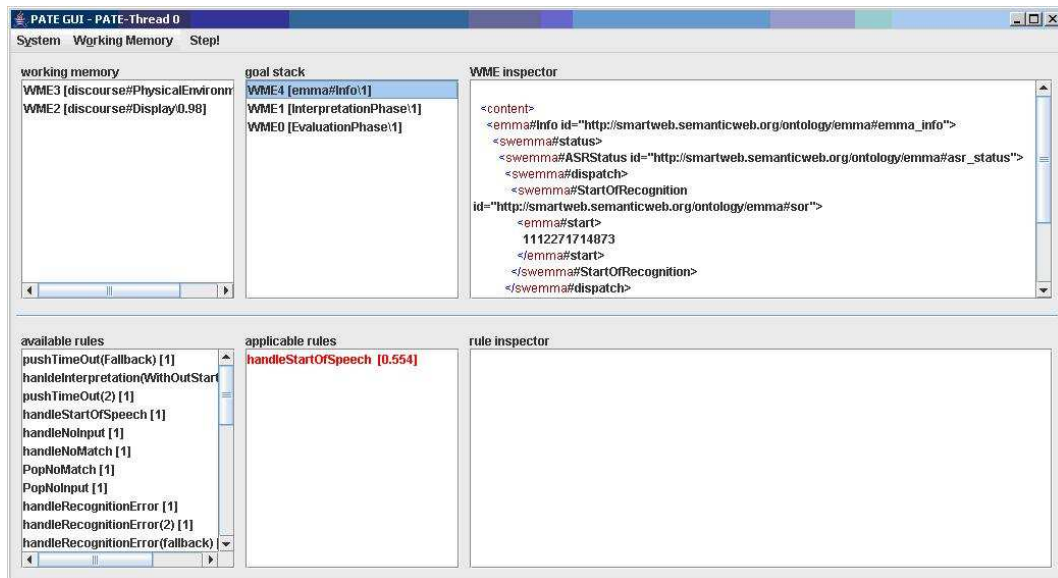 PATE GUI - PATE-Thread 0
System Working Memory Step!
working memory
WME3 [discourse#PhysicalEnvironm
WME2 [discourse#Display\0.98]
goal stack
WME4 [emma#Info\1]
WME1 [InterpretationPhase\1]
WME0 [EvaluationPhase\1]
WME inspector
<content>
<emma#Info id="http://smartweb.semanticweb.org/ontology/emma#emma_info">
<swemma#status>
<swemma#ASRStatus id="http://smartweb.semanticweb.org/ontology/emma#asr_status">
<swemma#dispatch>
<swemma#StartOfRecognition
id="http://smartweb.semanticweb.org/ontology/emma#sor">
<emma#start>
1112271714873
</emma#start>
</swemma#StartOfRecognition>
</swemma#dispatch>
available rules
pushTimeOut(Fallback) [1]
hanldeInterpretation(WithOutStart
pushTimeOut(2) [1]
handleStartOfSpeech [1]
handleNoInput [1]
handleNoMatch [1]
PopNoMatch [1]
PopNoInput [1]
handleRecognitionError [1]
handleRecognitionError(2) [1]
handleRecognitionError(fallback) [
applicable rules
handleStartOfSpeech [0.554]
rule inspector